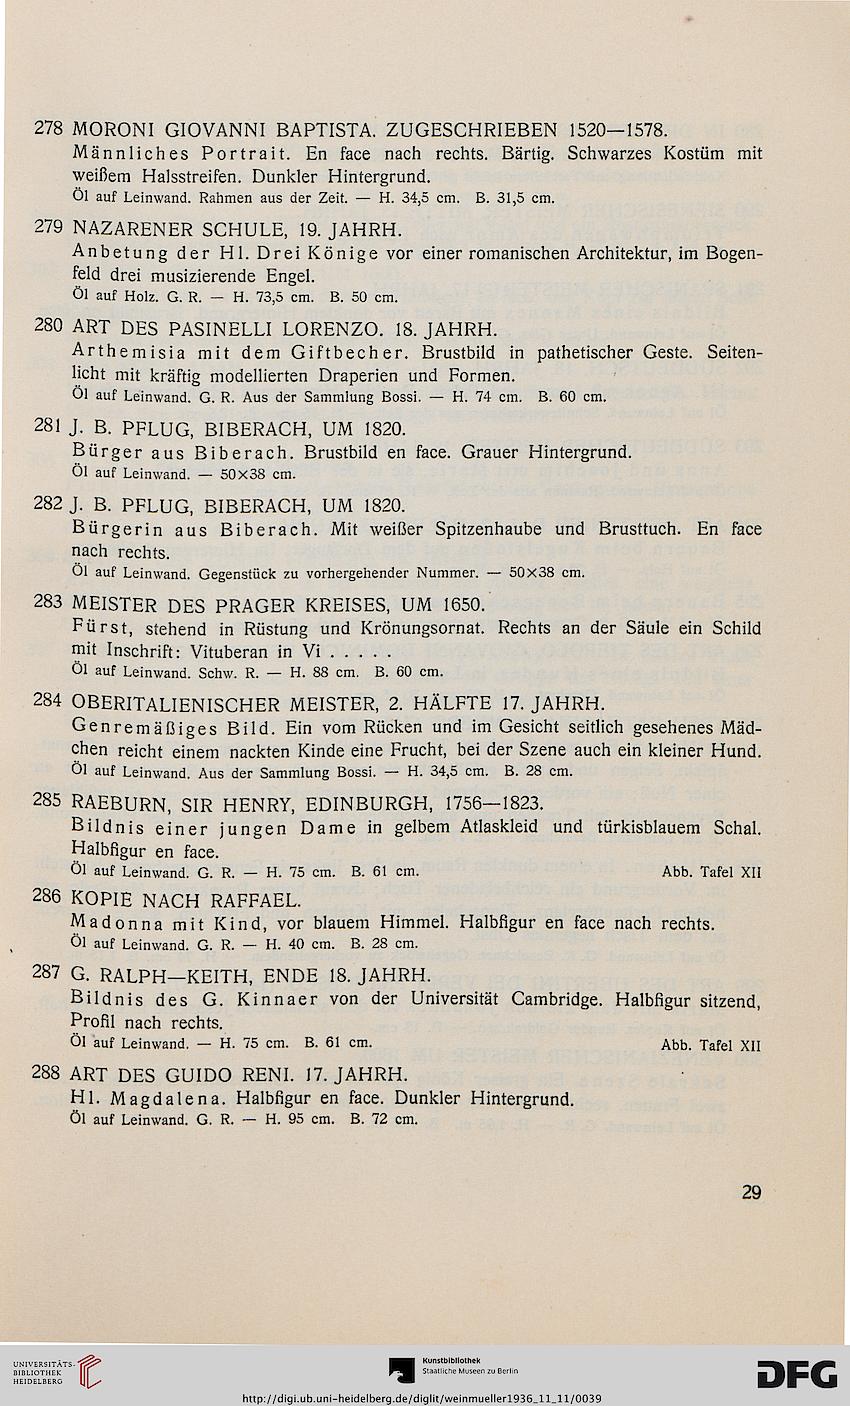 278 MORONI GIOVANNI BAPTISTA. ZUGESCHRIEBEN 1520—1578.
Männliches Portrait. En face nach rechts. Bärtig. Schwarzes Kostüm mit
weißem Halsstreifen. Dunkler Hintergrund.
Öl auf Leinwand. Rahmen aus der Zeit. — H. 34,5 cm. B. 31,5 cm.
279 NAZARENER SCHULE, 19. JAHRH.
Anbetung der Hl. Drei Könige vor einer romanischen Architektur, im Bogen-
feld drei musizierende Engel.
Öl auf Holz. G. R. — H. 73,5 cm. B. 50 cm.
280 ART DES PASINELLI LORENZO. 18. JAHRH.
Arthemisia mit dem Giftbecher. Brustbild in pathetischer Geste. Seiten-
licht mit kräftig modellierten Draperien und Formen.
Öl auf Leinwand. G. R. Aus der Sammlung Bossi. — H. 74 cm. B. 60 cm.
281 J. B. PFLUG, BIBERACH, UM 1820.
Bürger aus Biberach. Brustbild en face. Grauer Hintergrund.
Öl auf Leinwand. — 50×38 cm.
282 J. B. PFLUG, BIBERACH, UM 1820.
Bürgerin aus Biberach. Mit weißer Spitzenhaube und Brusttuch. En face
nach rechts.
Öl auf Leinwand. Gegenstück zu vorhergehender Nummer. — 50×38 cm.
283 MEISTER DES PRAGER KREISES, UM 1650.
Fürst, stehend in Rüstung und Krönungsornat. Rechts an der Säule ein Schild
mit Inschrift: Vituberan in Vi . . . . .
Öl auf Leinwand. Schw. R. — H. 88 cm. B. 60 cm.
284 OBERITALIENISCHER MEISTER, 2. HÄLFTE 17. JAHRH.
Genremäßiges Bild. Ein vom Rücken und im Gesicht seitlich gesehenes Mäd-
chen reicht einem nackten Kinde eine Frucht, bei der Szene auch ein kleiner Hund.
Öl auf Leinwand. Aus der Sammlung Bossi. — H. 34,5 cm. B. 28 cm.
285 RAEBURN, SIR HENRY, EDINBURGH, 1756—1823.
Bildnis einer jungen Dame in gelbem Atlaskleid und türkisblauem Schal.
Halbfigur en face.
Öl auf Leinwand. G. R. — H. 75 cm. B. 61 cm. Abb. Tafel XII
286 KOPIE NACH RAFFAEL.
Madonna mit Kind, vor blauem Himmel. Halbfigur en face nach rechts.
Öl auf Leinwand. G. R. — H. 40 cm. B. 28 cm.
287 G. RALPH—KEITH, ENDE 18. JAHRH.
Bildnis des G. Kinnaer von der Universität Cambridge. Halbfigur sitzend,
Profil nach rechts.
Öl auf Leinwand. — H. 75 cm. B. 61 cm. Abb. Tafel XII
288 ART DES GUIDO RENI. 17. JAHRH.
Hl. Magdalena. Halbfigur en face. Dunkler Hintergrund.
Öl auf Leinwand. G. R. — H. 95 cm. B. 72 cm.
29
UNIVERSITÄTS-
BIBLIOTHEK
HEIDELBERG
Kunstbibliothek
Staatliche Museen zu Berlin
DFG
http://digi.ub.uni-heidelberg.de/diglit/weinmueller1936_11_11/0039